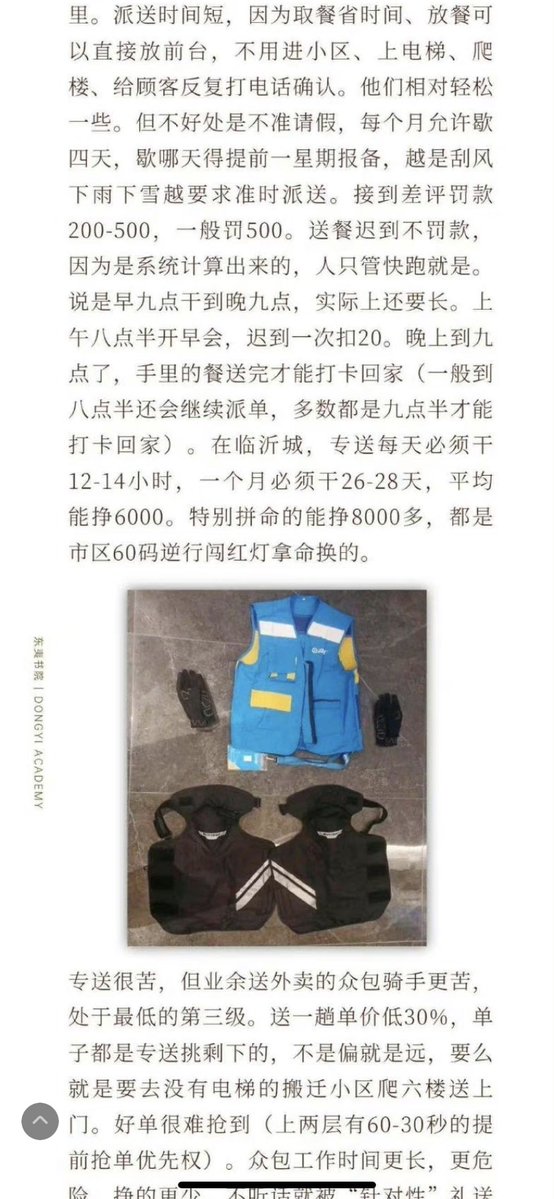 里。派送时间短，因为取餐省时间、放餐可
以直接放前台，不用进小区、上电梯、爬
楼、给顾客反复打电话确认。他们相对轻松
一些。但不好处是不准请假，每个月允许歇
四天，歇哪天得提前一星期报备，越是刮风
下雨下雪越要求准时派送。接到差评罚款
200-500，一般罚500。送餐迟到不罚款，
因为是系统计算出来的，人只管快跑就是。
说是早九点干到晚九点，实际上还要长。上
午八点半开早会，迟到一次扣20。晚上到九
点了，手里的餐送完才能打卡回家（一般到
八点半还会继续派单，多数都是九点半才能
打卡回家）。在临沂城，专送每天必须干
12-14小时，一个月必须干26-28天，平均
能挣6000。特别拼命的能挣8000多，都是
市区60码逆行闯红灯拿命换的。
东夷书院 | DONGYI ACADEMY
专送很苦，但业余送外卖的众包骑手更苦，
处于最低的第三级。送一趟单价低30%，单
子都是专送挑剩下的，不是偏就是远，要么
就是要去没有电梯的搬迁小区爬六楼送上
门。好单很难抢到（上两层有60-30秒的提
前抢单优先权）。众包工作时间更长，更危
险，挣的更少，不听话就被“针对性”礼送